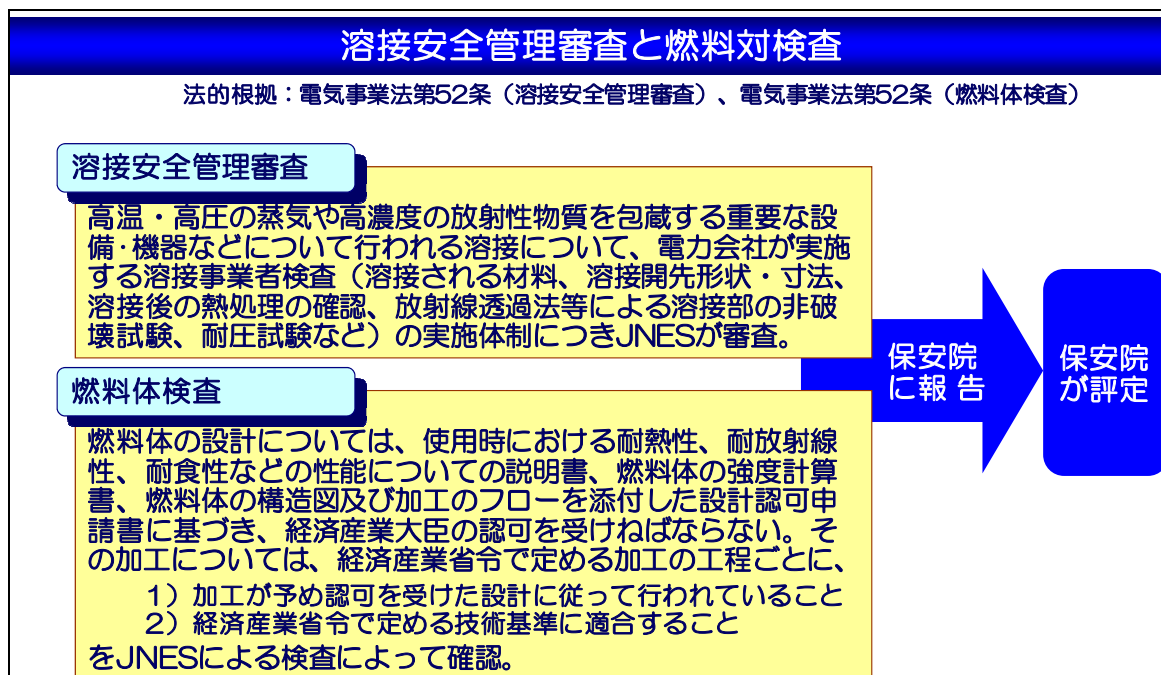 溶接安全管理審査と燃料対検査
法的根拠：電気事業法第52条（溶接安全管理審査）、電気事業法第52条（燃料体検査）
溶接安全管理審査
高温・高圧の蒸気や高濃度の放射性物質を包蔵する重要な設
備・機器などについて行われる溶接について、電力会社が実施
する溶接事業者検査（溶接される材料、溶接開先形状・寸法、
溶接後の熱処理の確認、放射線透過法等による溶接部の非破
壊試験、耐圧試験など）の実施体制につきJNESが審査。
燃料体検査
燃料体の設計については、使用時における耐熱性、耐放射線
性、耐食性などの性能についての説明書、燃料体の強度計算
書、燃料体の構造図及び加工のフローを添付した設計認可申
請書に基づき、経済産業大臣の認可を受けねばならない。そ
の加工については、経済産業省令で定める加工の工程ごとに、
1）加工が予め認可を受けた設計に従って行われていること
2）経済産業省令で定める技術基準に適合すること
をJNESによる検査によって確認。
保安院
に報 告
保安院
が評定